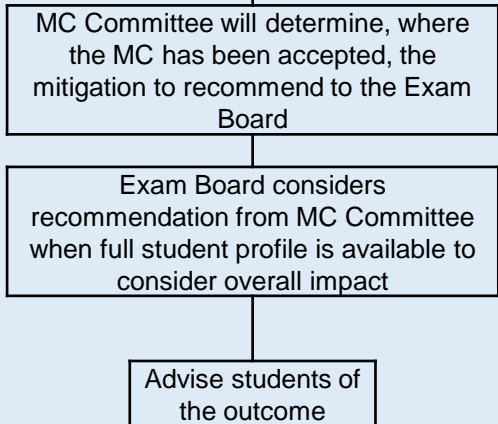 MC Committee will determine, where
the MC has been accepted, the
mitigation to recommend to the Exam
Board
Exam Board considers
recommendation from MC Committee
when full student profile is available to
consider overall impact
Advise students of
the outcome